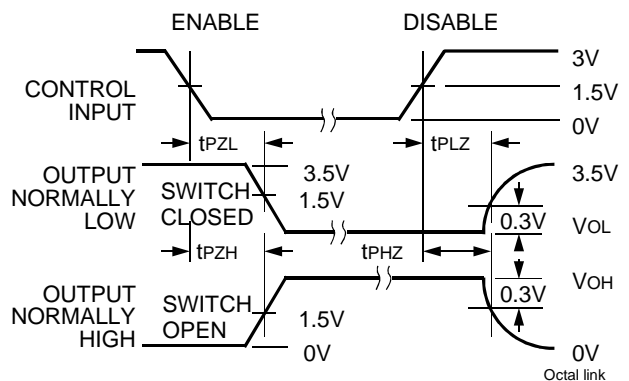 ENABLE DISABLE
3V
CONTROL
INPUT
1.5V
0V
tPZL tPLZ
OUTPUT
NORMALLY
LOW
SWITCH
CLOSED
3.5V
1.5V
3.5V
0.3V
VOL
tPZH tPHZ
OUTPUT
NORMALLY
HIGH
SWITCH
OPEN
1.5V
0V
VOH
0.3V
0V
Octal link